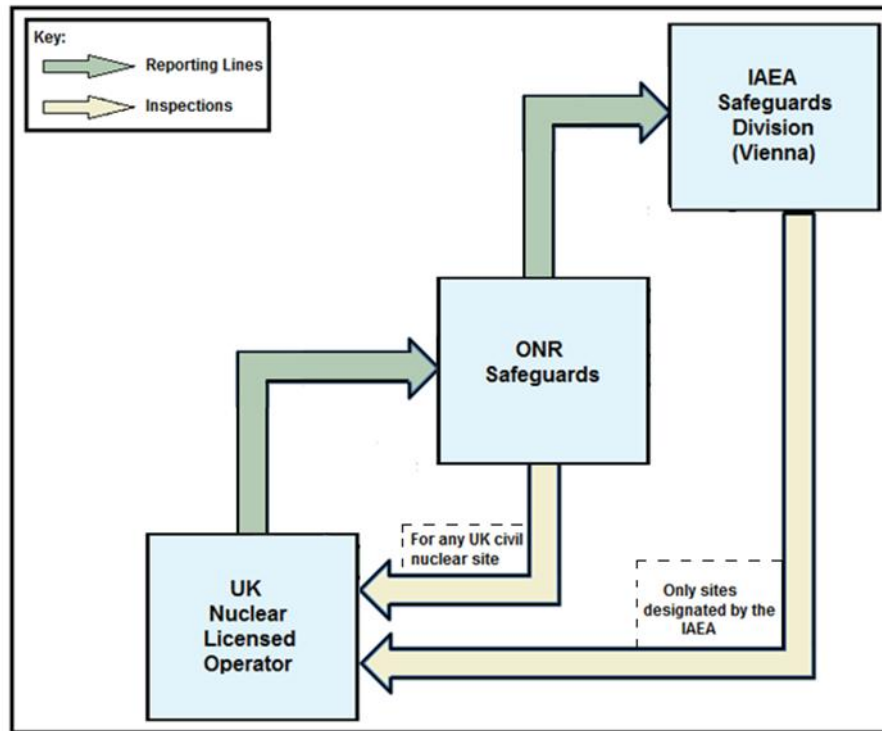 Key:
Reporting Lines
Inspections
IAEA
Safeguards
Division
(Vienna)
ONR
Safeguards
For any UK civil
nuclear site
UK
Nuclear
Licensed
Operator
Only sites
designated by the
IAEA